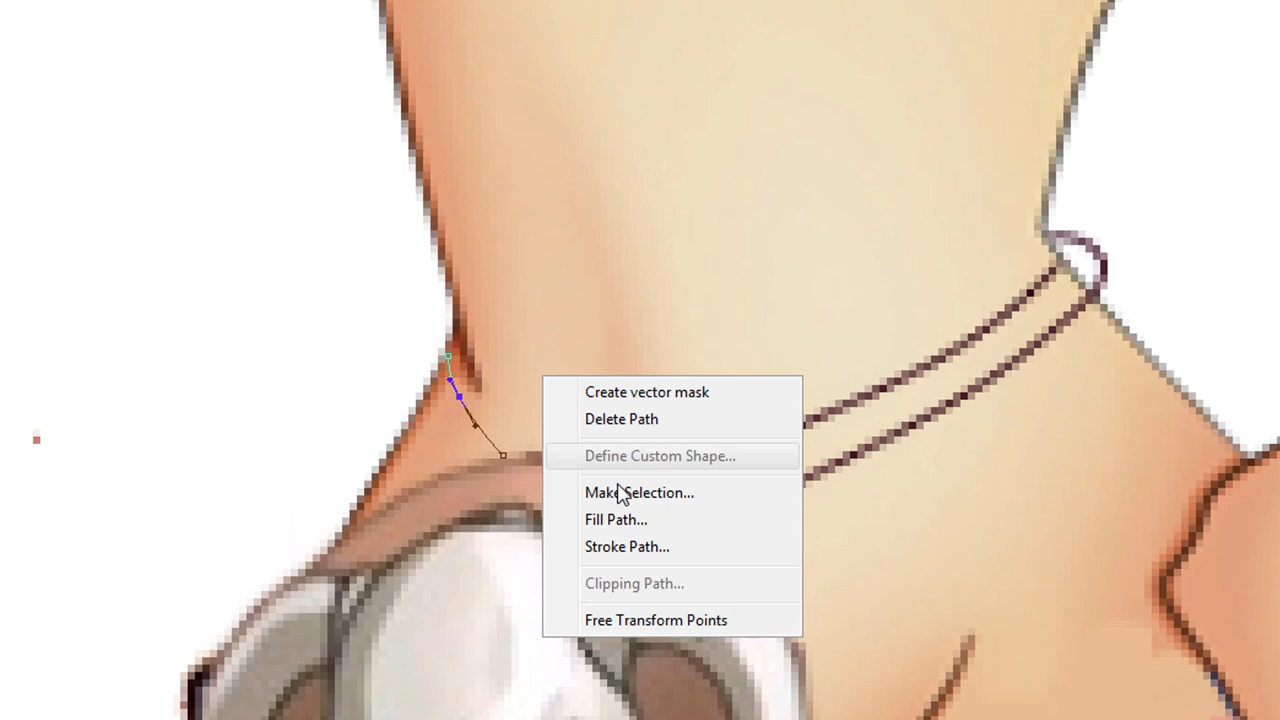 Create vector mask
Delete Path
Define Custom Shape...
Make Selection...
Fill Path...
Stroke Path...
Clipping Path...
Free Transform Points